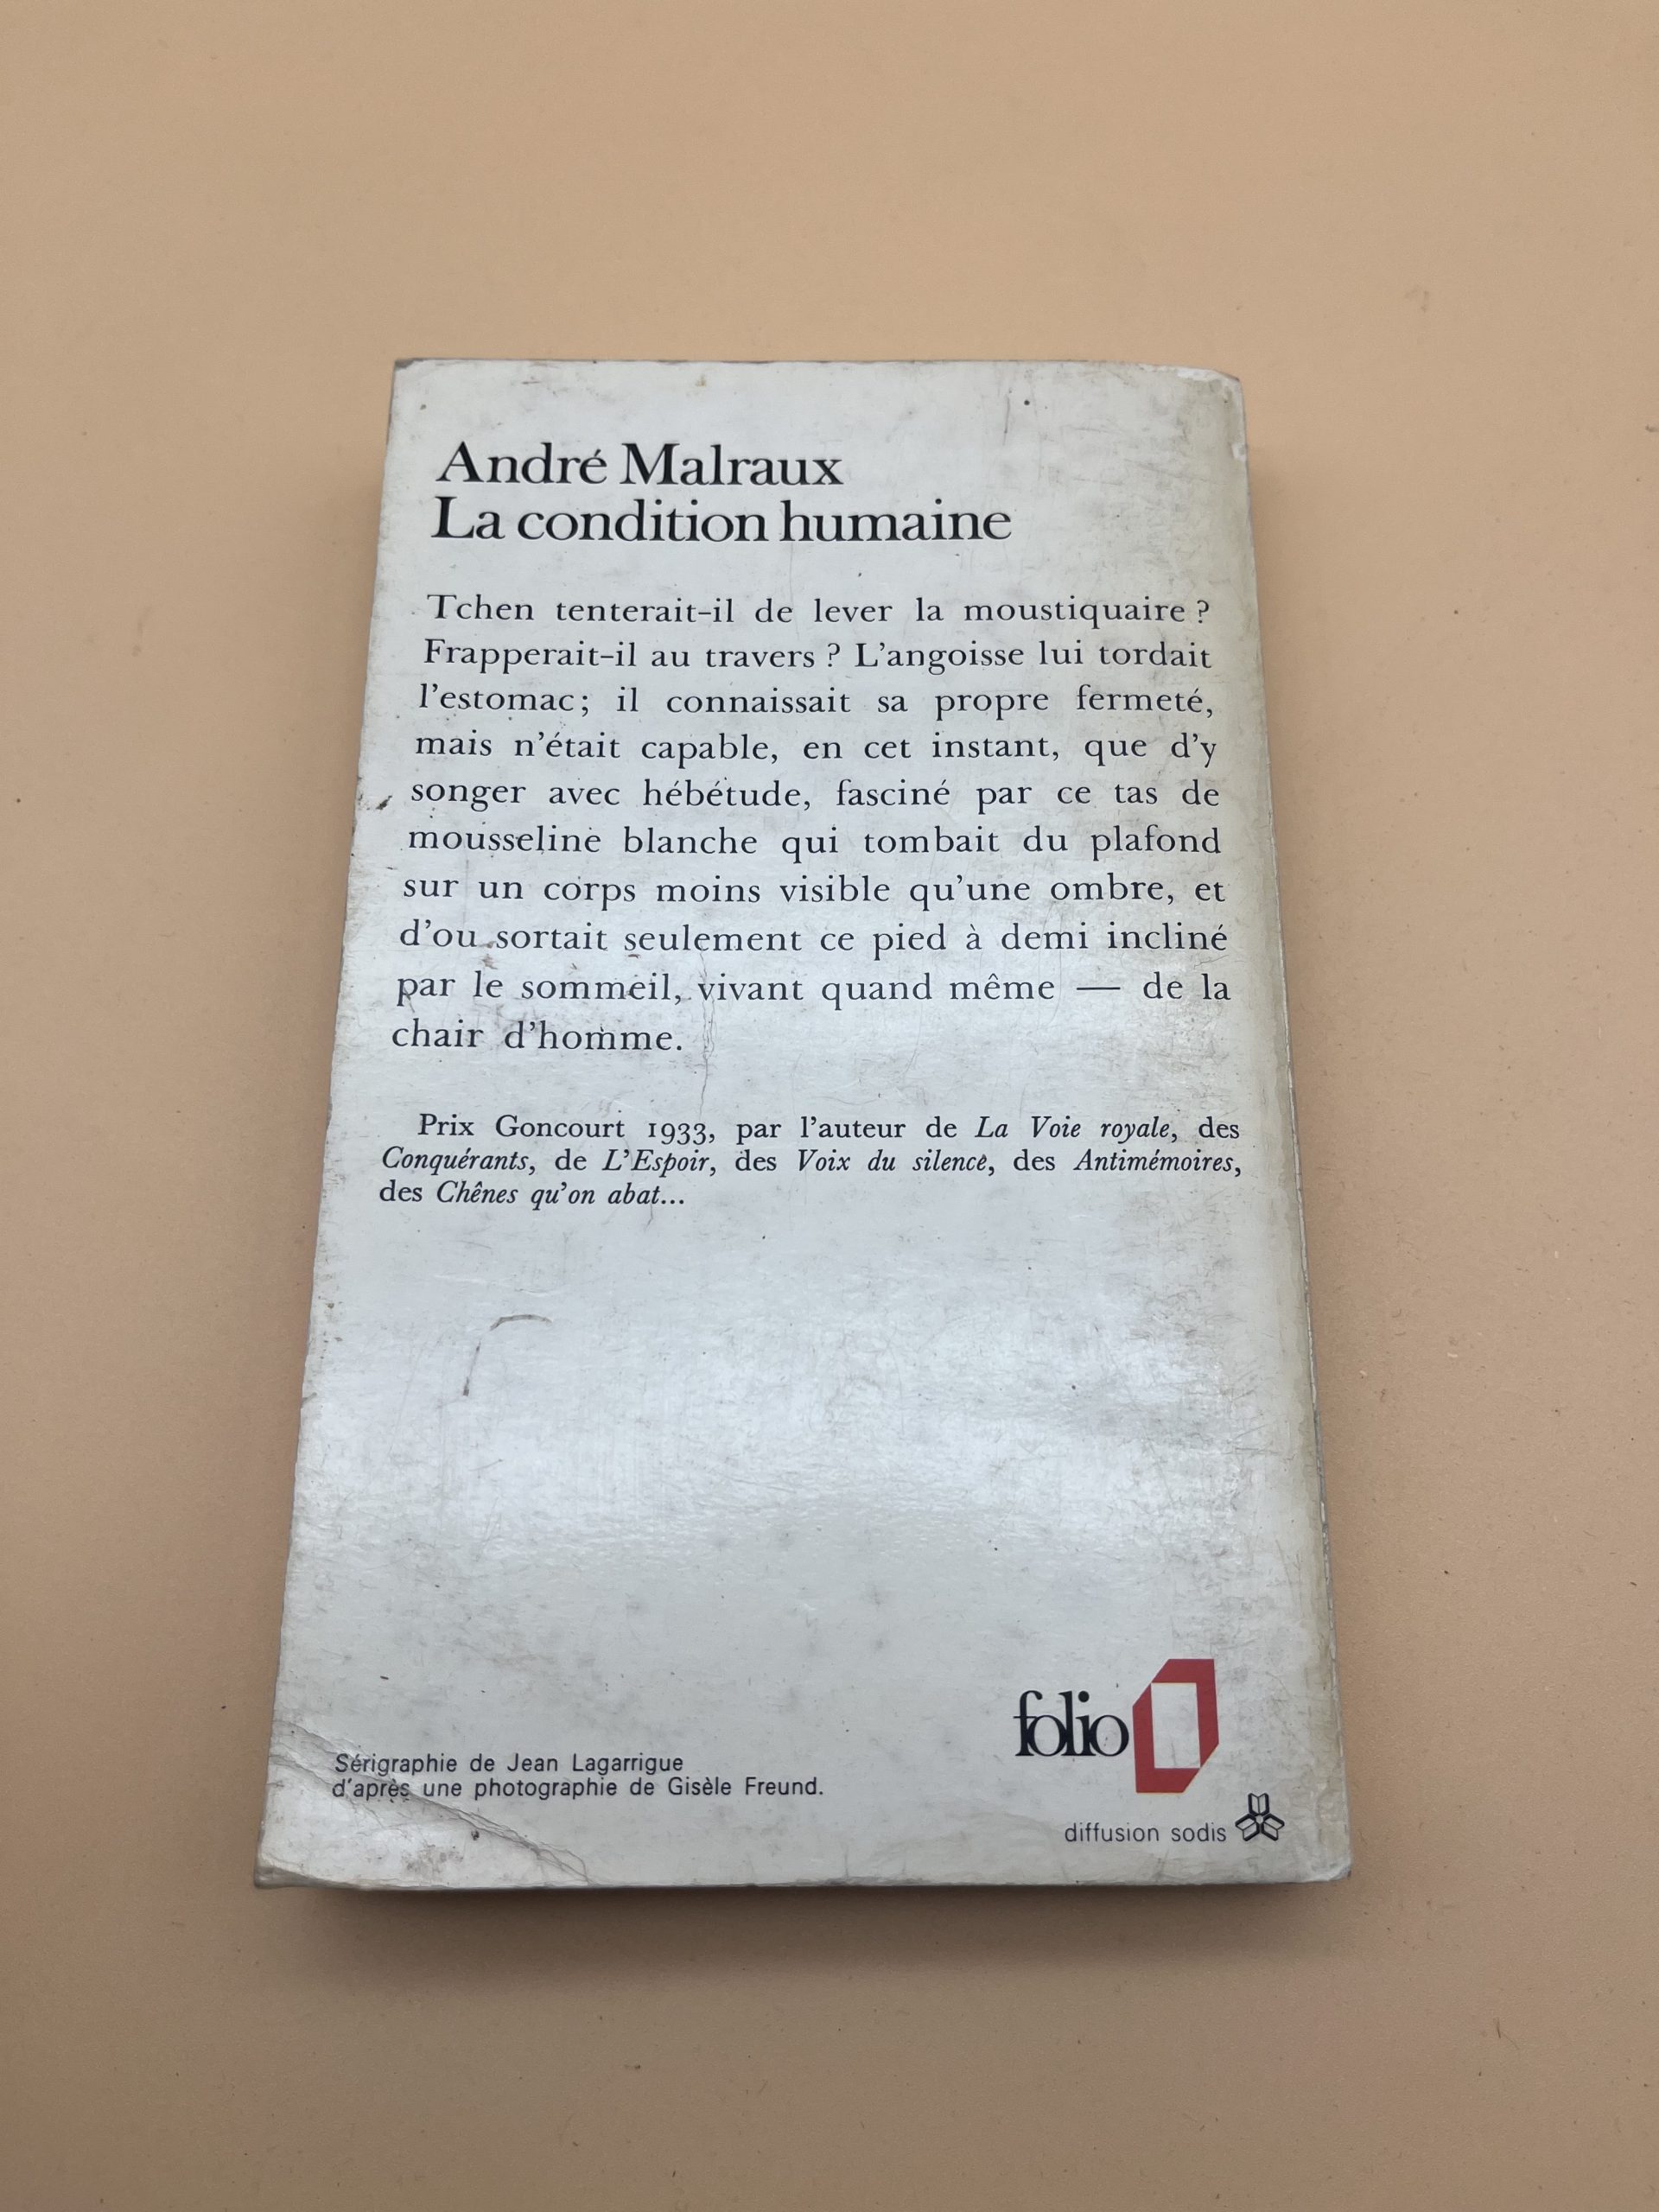 André Malraux
La condition humaine
Tchen tenterait-il de lever la moustiquaire ?
Frapperait-il au travers ? L'angoisse lui tordait
l'estomac ; il connaissait sa propre fermeté,
mais n'était capable, en cet instant, que d'y
songer avec hébétude, fasciné par ce tas de
mousseline blanche qui tombait du plafond
sur un corps moins visible qu'une ombre, et
d'ou sortait seulement ce pied à demi incliné
par le sommeil, vivant quand même — de la
chair d'homme.
Prix Goncourt 1933, par l'auteur de La Voie royale, des
Conquérants, de L'Espoir, des Voix du silence, des Antimémoires,
des Chênes qu'on abat...
folio
Sérigraphie de Jean Lagarrigue
d'après une photographie de Gisèle Freund.
diffusion sodis